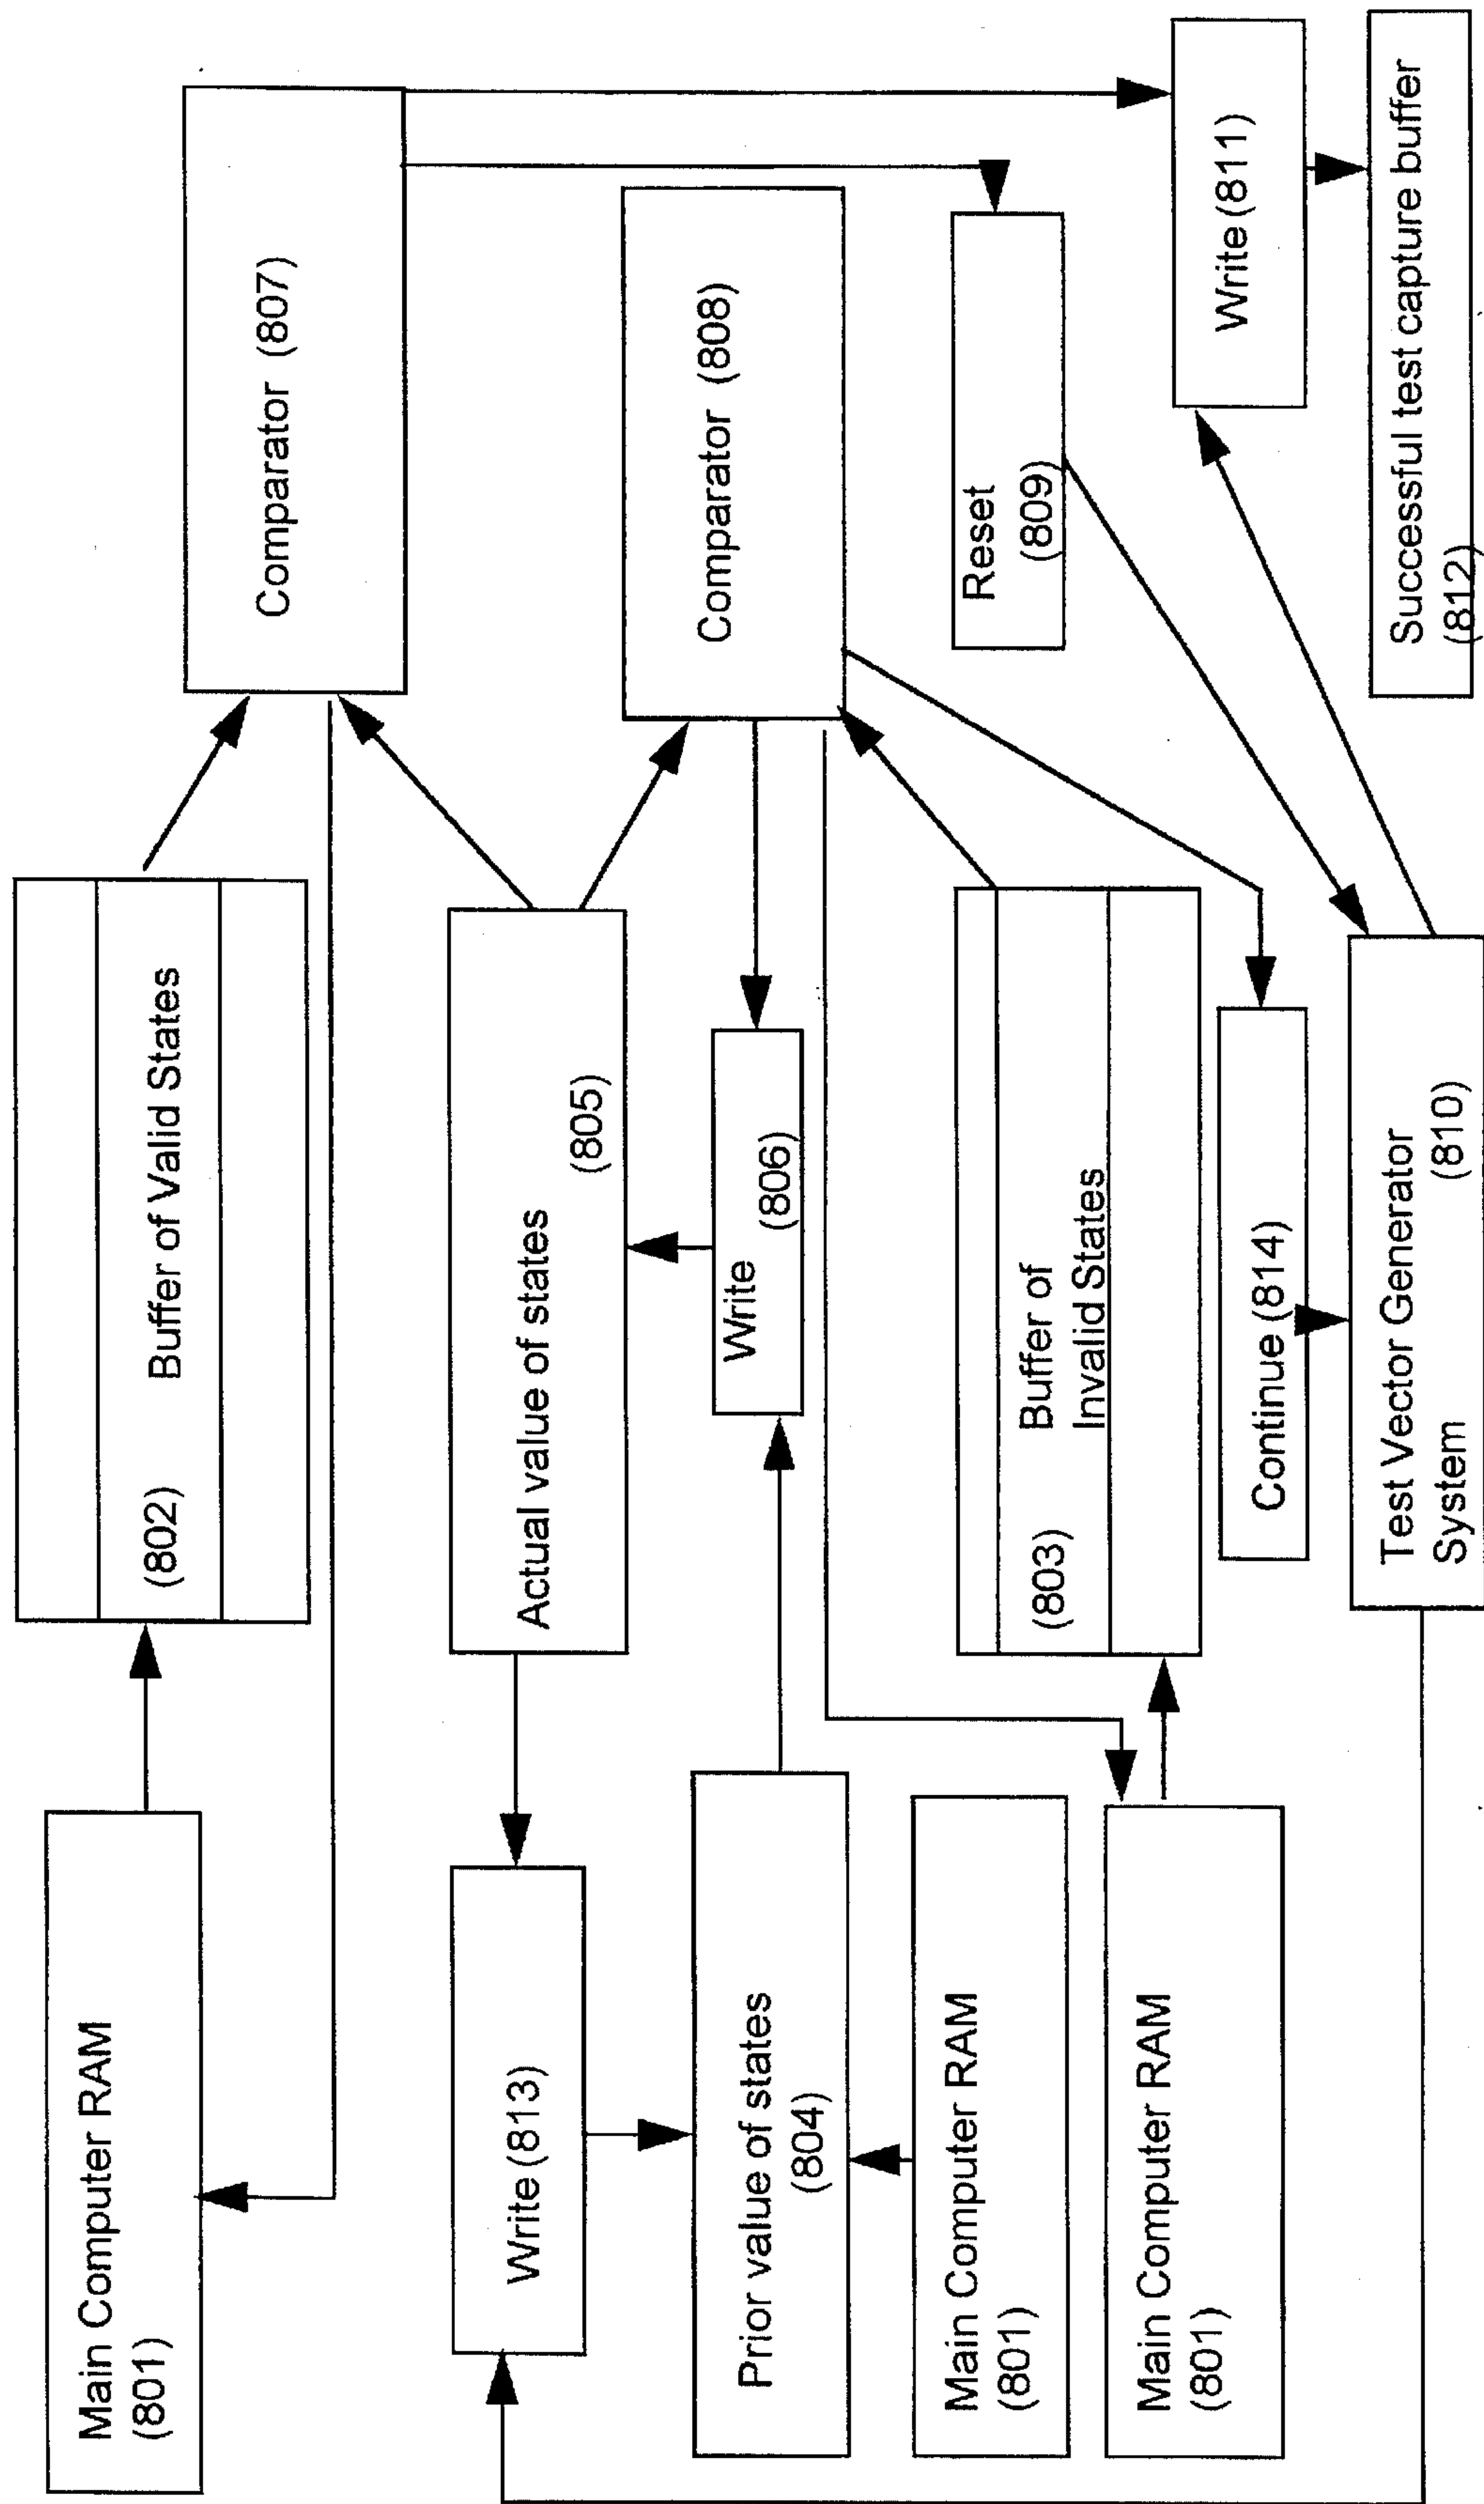 Main Computer RAM
(801)
(802)
Buffer of Valid States
Comparator (807)
Write (813)
Actual value of states
(805)
Prior value of states
(804)
Write
(806)
Comparator (808)
Main Computer RAM
(801)
Main Computer RAM
(801)
(803)
Buffer of
Invalid States
Reset
(809)
Continue (814)
Write (811)
Test Vector Generator
System
(810)
Successful test capture buffer
(812)